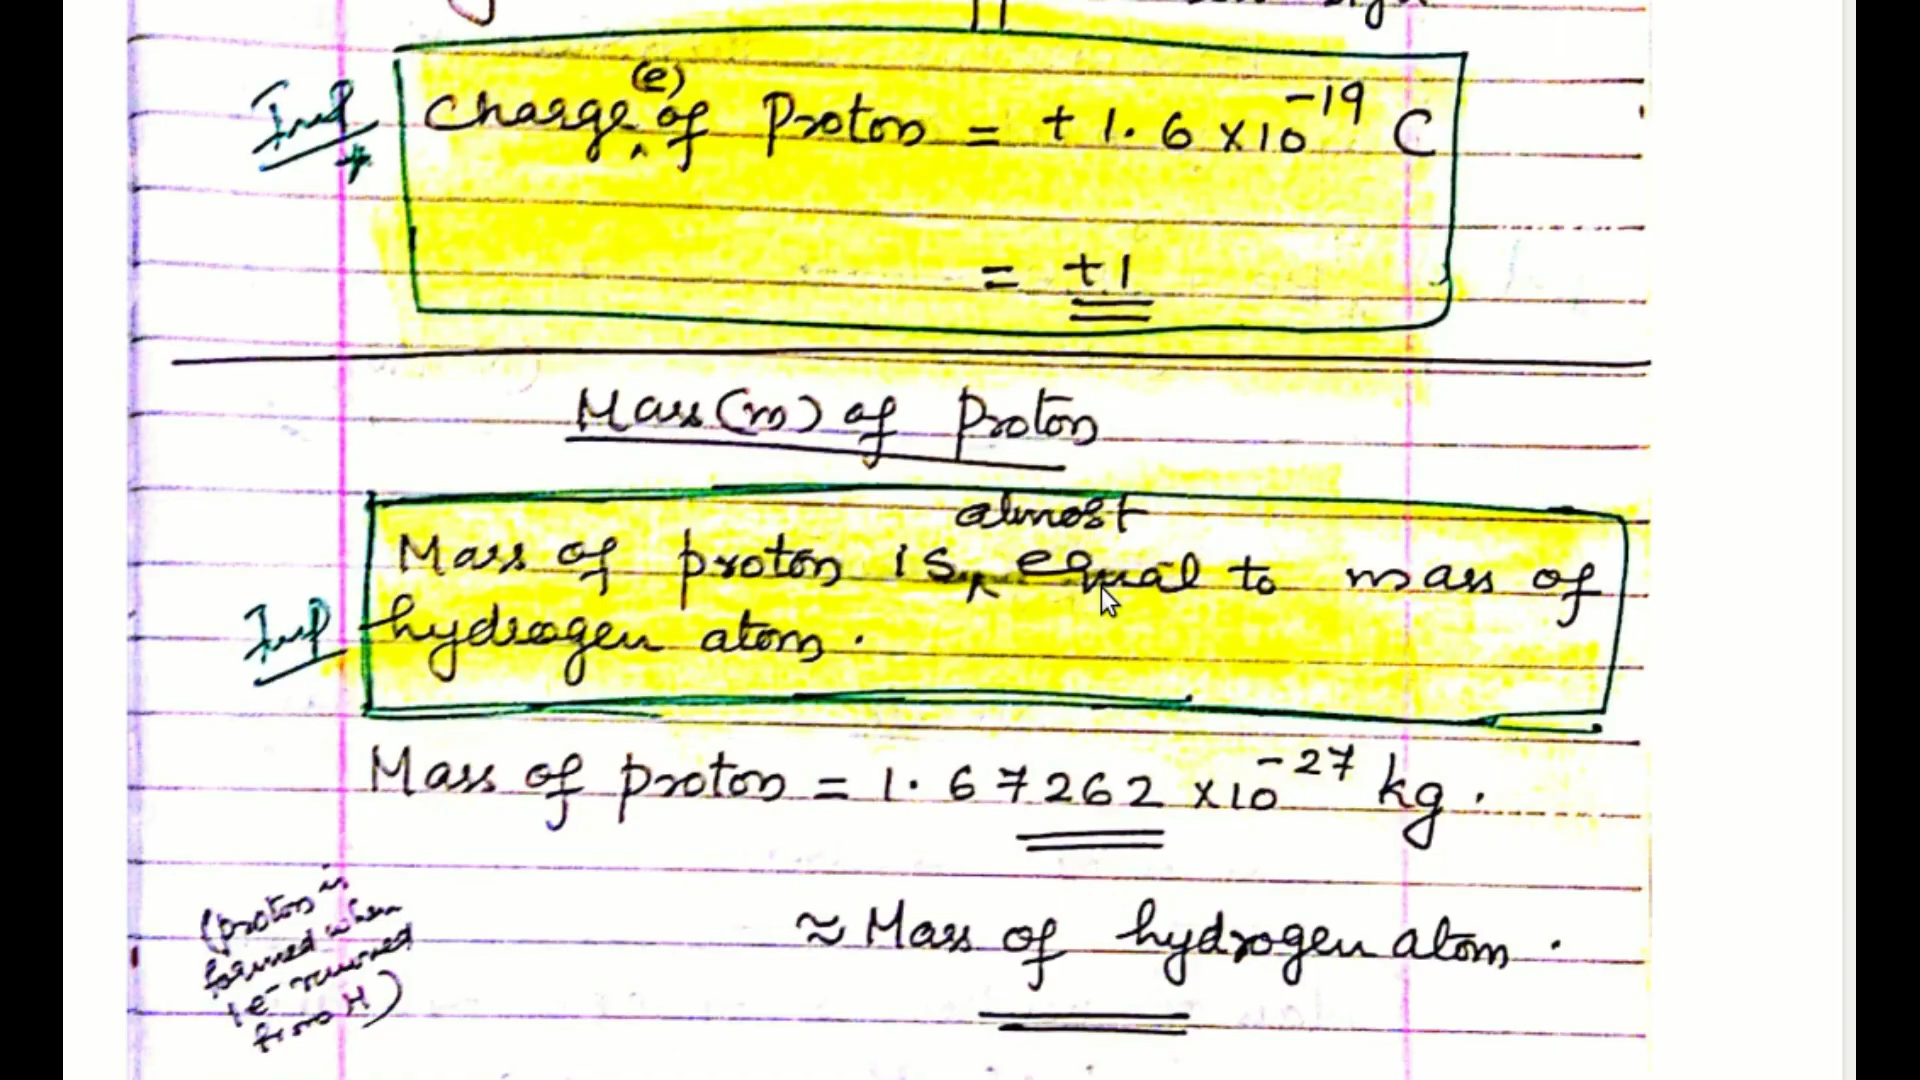 (e)
Imp Charge of Proton = + 1.6 x10⁻¹⁹ C
= +1
Mass (m) of Proton
almost
Mass of proton is equal to mass of
Imp hydrogen atom.
Mass of proton = 1.67262 x10⁻²⁷ kg.
(proton is
formed when
1e⁻ removed
from H)
≈ Mass of hydrogen atom.